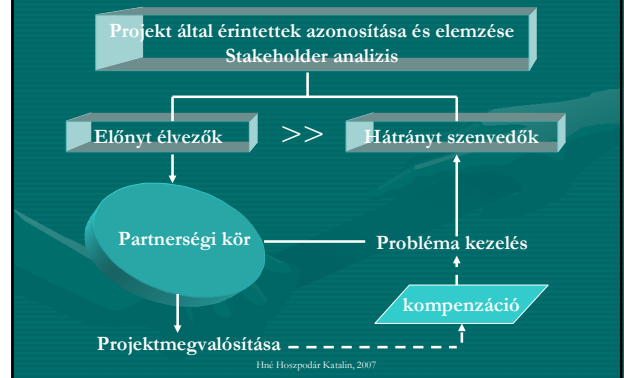 Projekt által érintettek azonosítása és elemzése
Stakeholder analizis
Előnyt élvezők >> Hátrányt szenvedők
Partnerségi kör
Probléma kezelés
kompenzáció
Projektmegvalósítása
Hné Hoszpodár Katalin, 2007